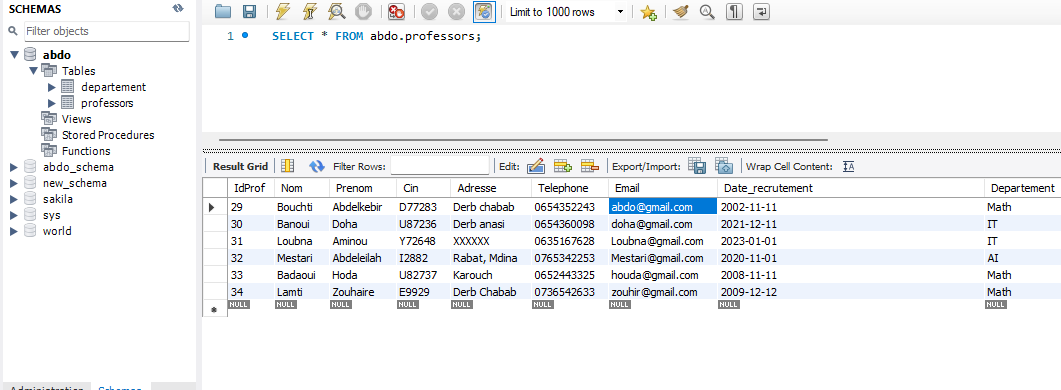 SCHEMAS
Filter objects
abdo
Tables
departement
professors
Views
Stored Procedures
Functions
abdo_schema
new_schema
sakila
sys
world
Administration Schemas
Limit to 1000 rows
1 SELECT * FROM abdo.professors;
Result Grid Filter Rows: Edit: Export/Import: Wrap Cell Content: IA
IdProf Nom Prenom Cin Adresse Telephone Email Date_recrutement Departement
29 Bouchti Abdelkebir D77283 Derb chabab 0654352243 abdo@gmail.com 2002-11-11 Math
30 Banoui Doha U87236 Derb anasi 0654360098 doha@gmail.com 2021-12-11 IT
31 Loubna Aminou Y72648 XXXXXX 0635167628 Loubna@gmail.com 2023-01-01 IT
32 Mestari Abdeleilah I2882 Rabat, Mdina 0765342253 Mestari@gmail.com 2020-11-01 AI
33 Badaoui Hoda U82737 Karouch 0652443325 houda@gmail.com 2008-11-11 Math
34 Lamti Zouhaire E9929 Derb Chabab 0736542633 zouhir@gmail.com 2009-12-12 Math
NULL NULL NULL NULL NULL NULL NULL NULL NULL